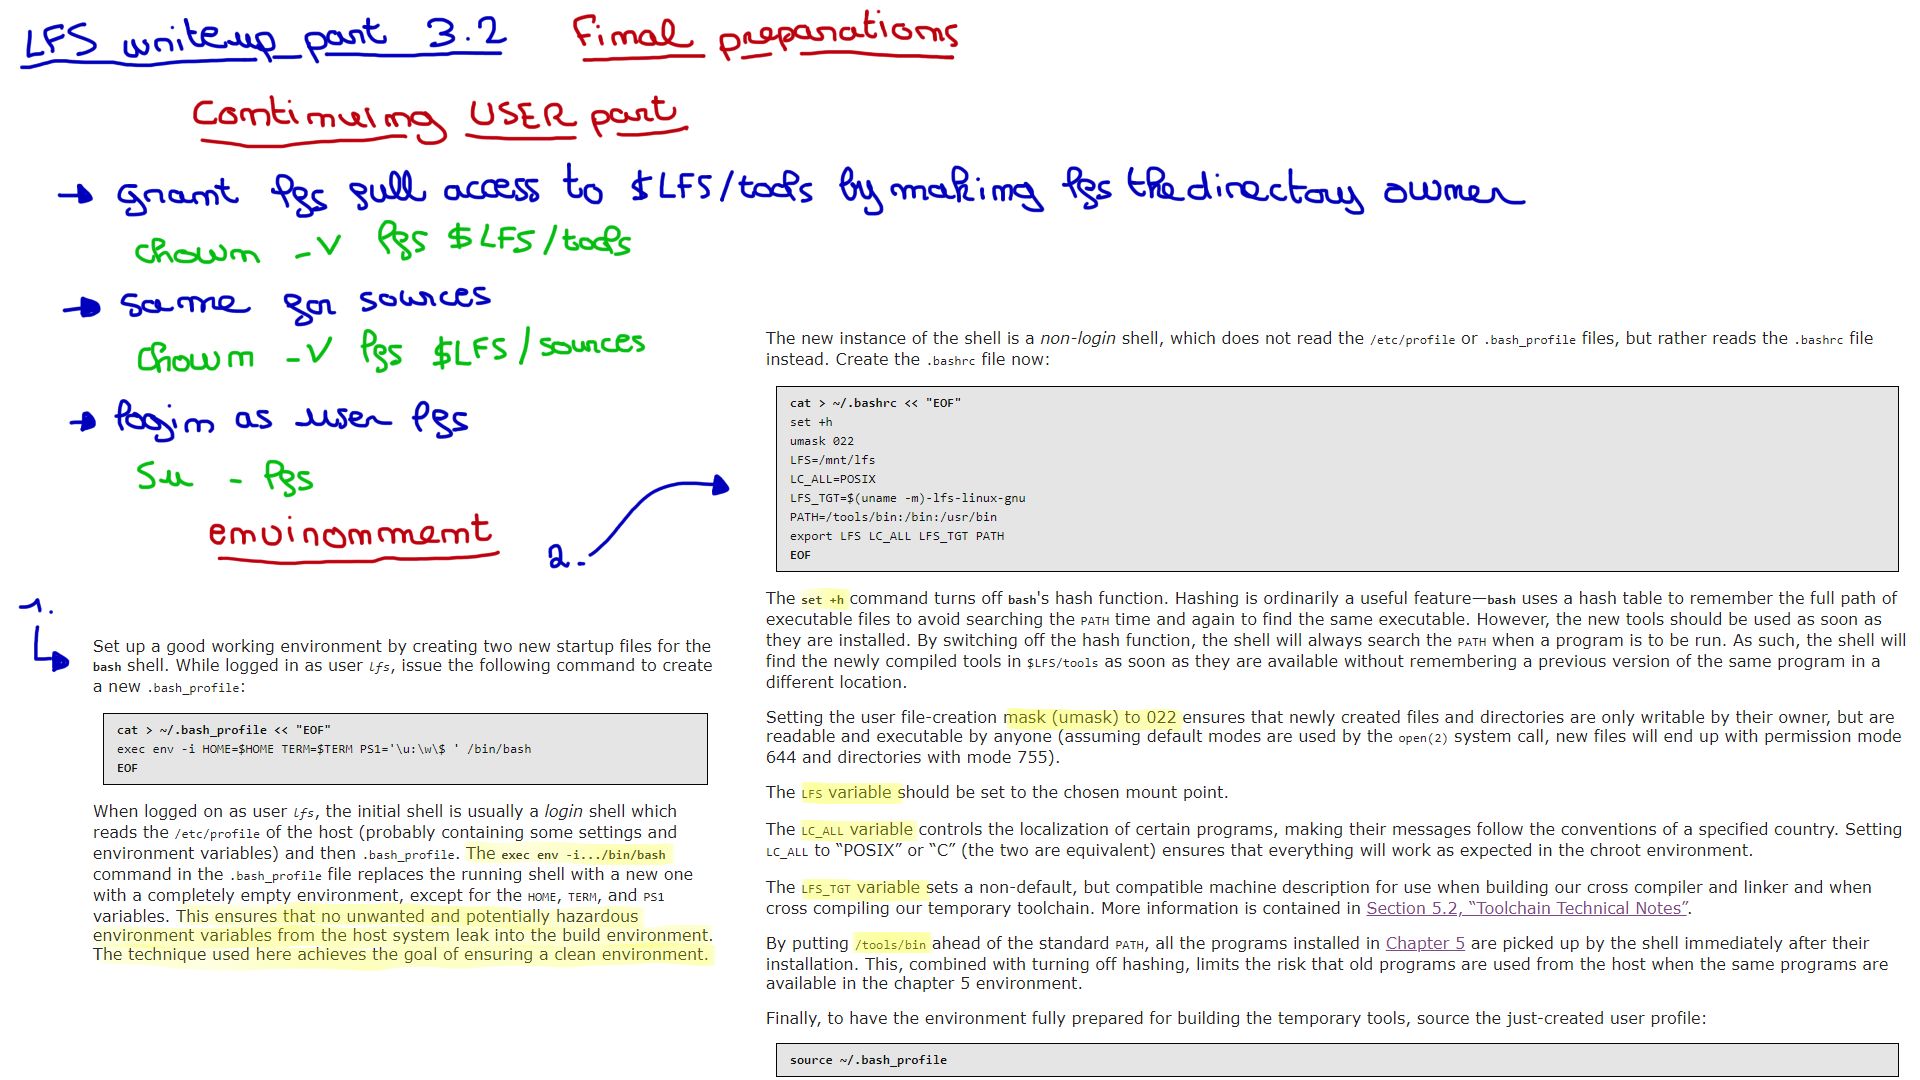 LFS writeup part 3.2 Final preparations
Continuing USER part
→ grant lfs full access to $LFS/tools by making lfs the directory owner
chown -v lfs $LFS/tools
→ same for sources
chown -v lfs $LFS/sources
→ login as user lfs
su - lfs
environment
1.
Set up a good working environment by creating two new startup files for the
bash shell. While logged in as user lfs, issue the following command to create
a new .bash_profile:
cat > ~/.bash_profile << "EOF"
exec env -i HOME=$HOME TERM=$TERM PS1='\u:\w\$ ' /bin/bash
EOF
When logged on as user lfs, the initial shell is usually a login shell which
reads the /etc/profile of the host (probably containing some settings and
environment variables) and then .bash_profile. The exec env -i.../bin/bash
command in the .bash_profile file replaces the running shell with a new one
with a completely empty environment, except for the HOME, TERM, and PS1
variables. This ensures that no unwanted and potentially hazardous
environment variables from the host system leak into the build environment.
The technique used here achieves the goal of ensuring a clean environment.
2.
The new instance of the shell is a non-login shell, which does not read the /etc/profile or .bash_profile files, but rather reads the .bashrc file
instead. Create the .bashrc file now:
cat > ~/.bashrc << "EOF"
set +h
umask 022
LFS=/mnt/lfs
LC_ALL=POSIX
LFS_TGT=$(uname -m)-lfs-linux-gnu
PATH=/tools/bin:/bin:/usr/bin
export LFS LC_ALL LFS_TGT PATH
EOF
The set +h command turns off bash's hash function. Hashing is ordinarily a useful feature—bash uses a hash table to remember the full path of
executable files to avoid searching the PATH time and again to find the same executable. However, the new tools should be used as soon as
they are installed. By switching off the hash function, the shell will always search the PATH when a program is to be run. As such, the shell will
find the newly compiled tools in $LFS/tools as soon as they are available without remembering a previous version of the same program in a
different location.
Setting the user file-creation mask (umask) to 022 ensures that newly created files and directories are only writable by their owner, but are
readable and executable by anyone (assuming default modes are used by the open(2) system call, new files will end up with permission mode
644 and directories with mode 755).
The LFS variable should be set to the chosen mount point.
The LC_ALL variable controls the localization of certain programs, making their messages follow the conventions of a specified country. Setting
LC_ALL to “POSIX” or “C” (the two are equivalent) ensures that everything will work as expected in the chroot environment.
The LFS_TGT variable sets a non-default, but compatible machine description for use when building our cross compiler and linker and when
cross compiling our temporary toolchain. More information is contained in Section 5.2, “Toolchain Technical Notes”.
By putting /tools/bin ahead of the standard PATH, all the programs installed in Chapter 5 are picked up by the shell immediately after their
installation. This, combined with turning off hashing, limits the risk that old programs are used from the host when the same programs are
available in the chapter 5 environment.
Finally, to have the environment fully prepared for building the temporary tools, source the just-created user profile:
source ~/.bash_profile